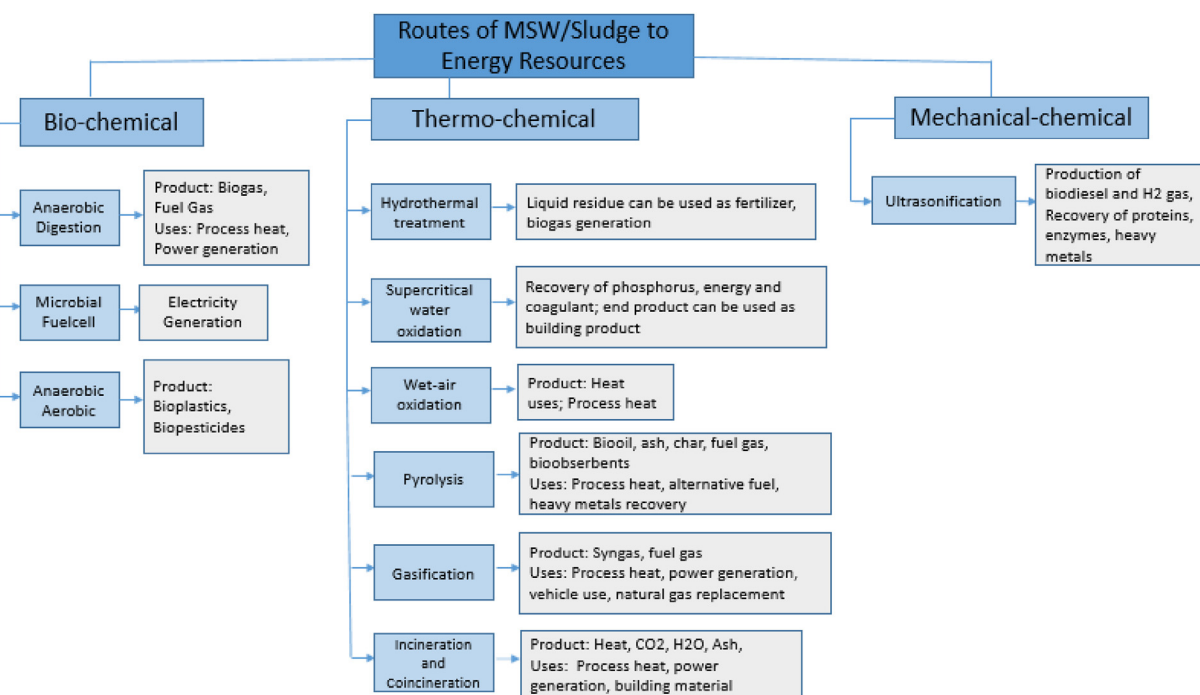 Routes of MSW/Sludge to
Energy Resources
Bio-chemical
Anaerobic
Digestion
Product: Biogas,
Fuel Gas
Uses: Process heat,
Power generation
Microbial
Fuelcell
Electricity
Generation
Anaerobic
Aerobic
Product:
Bioplastics,
Biopesticides
Thermo-chemical
Hydrothermal
treatment
Liquid residue can be used as fertilizer,
biogas generation
Supercritical
water
oxidation
Recovery of phosphorus, energy and
coagulant; end product can be used as
building product
Wet-air
oxidation
Product: Heat
uses; Process heat
Pyrolysis
Product: Biooil, ash, char, fuel gas,
bioobserbents
Uses: Process heat, alternative fuel,
heavy metals recovery
Gasification
Product: Syngas, fuel gas
Uses: Process heat, power generation,
vehicle use, natural gas replacement
Incineration
and
Coincineration
Product: Heat, CO2, H2O, Ash,
Uses:  Process heat, power
generation, building material
Mechanical-chemical
Ultrasonification
Production of
biodiesel and H2 gas,
Recovery of proteins,
enzymes, heavy
metals